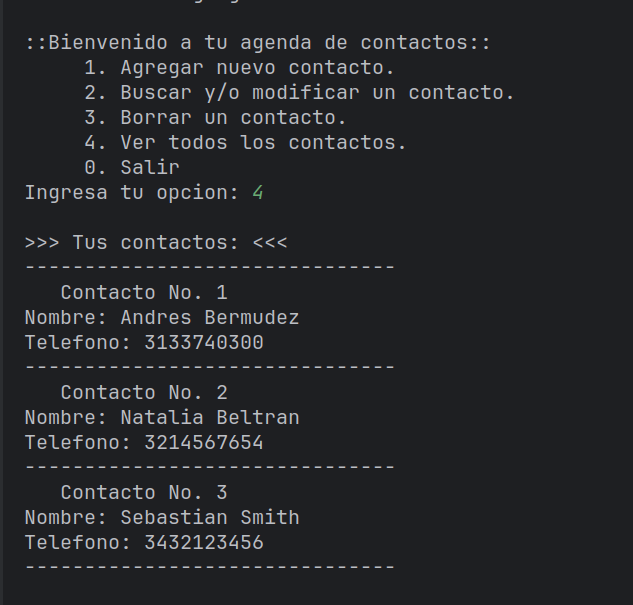 ::Bienvenido a tu agenda de contactos::
1. Agregar nuevo contacto.
2. Buscar y/o modificar un contacto.
3. Borrar un contacto.
4. Ver todos los contactos.
0. Salir
Ingresa tu opcion: 4
>>> Tus contactos: <<<
-------------------------------
Contacto No. 1
Nombre: Andres Bermudez
Telefono: 3133740300
-------------------------------
Contacto No. 2
Nombre: Natalia Beltran
Telefono: 3214567654
-------------------------------
Contacto No. 3
Nombre: Sebastian Smith
Telefono: 3432123456
-------------------------------